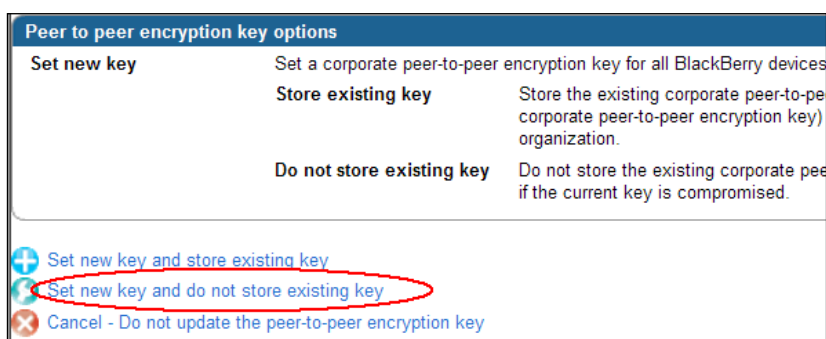 Peer to peer encryption key options
Set new key Set a corporate peer-to-peer encryption key for all BlackBerry devices
Store existing key Store the existing corporate peer-to-pe
corporate peer-to-peer encryption key)
organization.
Do not store existing key Do not store the existing corporate pee
if the current key is compromised.
Set new key and store existing key
Set new key and do not store existing key
Cancel - Do not update the peer-to-peer encryption key